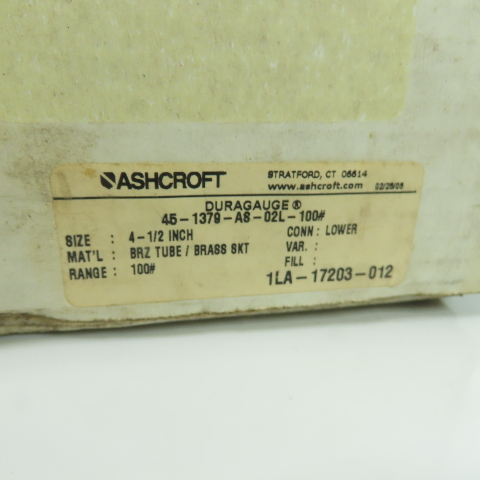 ASHCROFT
STRATFORD, CT 06614
www.ashcroft.com 02/28/08
DURAGAUGE®
45-1379-AS-02L-100#
SIZE : 4-1/2 INCH
CONN: LOWER
MAT'L : BRZ TUBE / BRASS SKT
VAR. :
RANGE : 100#
FILL :
1LA-17203-012